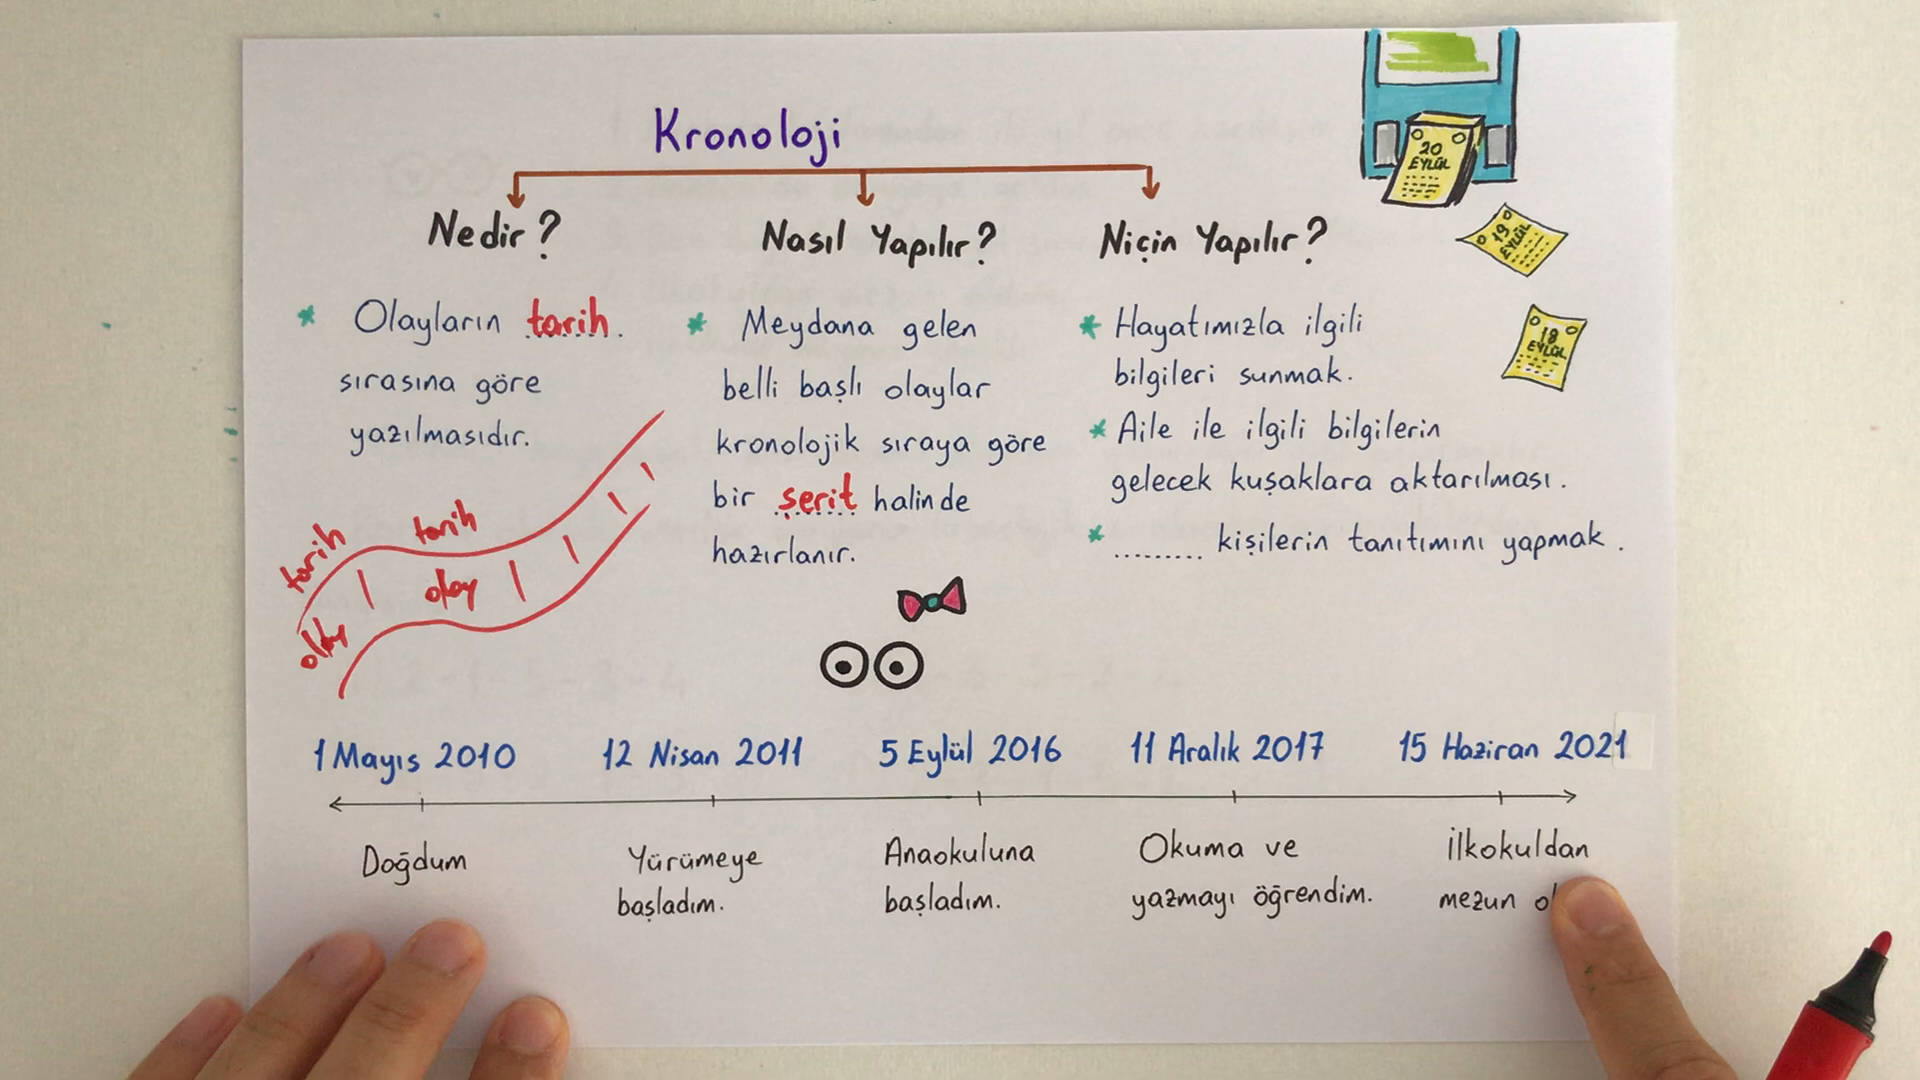 Kronoloji
Nedir?
Olayların tarih.
sırasına göre
yazılmasıdır.
tarih
tarih
olay
olay
Nasıl Yapılır?
Meydana gelen
belli başlı olaylar
kronolojik sıraya göre
bir şerit halinde
hazırlanır.
Niçin Yapılır?
Hayatımızla ilgili
bilgileri sunmak.
Aile ile ilgili bilgilerin
gelecek kuşaklara aktarılması.
......... kişilerin tanıtımını yapmak.
20
EYLÜL
19
EYLÜL
18
EYLÜL
1 Mayıs 2010
12 Nisan 2011
5 Eylül 2016
11 Aralık 2017
15 Haziran 2021
Doğdum
Yürümeye
başladım.
Anaokuluna
başladım.
Okuma ve
yazmayı öğrendim.
İlkokuldan
mezun